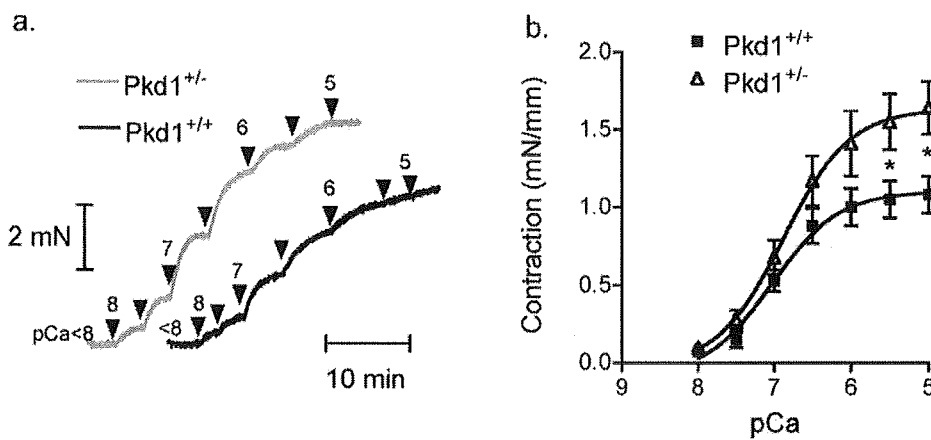 a.
Pkd1+/-
Pkd1+/+
5
6
7
8
pCa<8
5
6
7
8
<8
2 mN
10 min
b.
Pkd1+/+
Pkd1+/-
Contraction (mN/mm)
2.0
1.5
1.0
0.5
0.0
* *
9 8 7 6 5
pCa